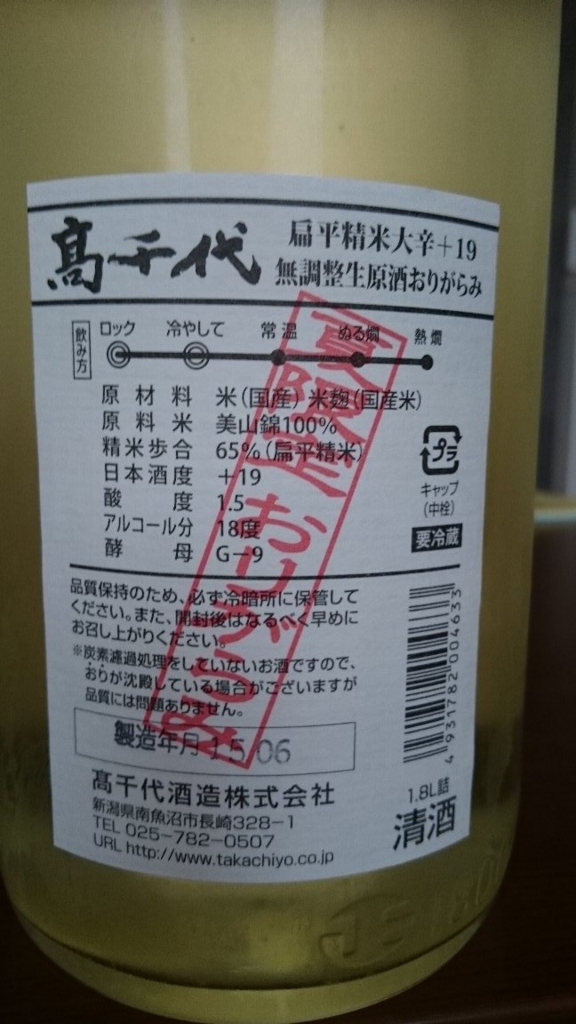 髙千代
扁平精米大辛+19
無調整生原酒おりがらみ
飲み方
ロック 冷やして 常温 ぬる燗 熱燗
原材料 米(国産)米麹(国産米)
原料米 美山錦100%
精米歩合 65%(扁平精米)
日本酒度 +19
酸度 1.5
アルコール分 18度
酵母 G-9
プラ
キャップ
(中栓)
要冷蔵
夏限定おりがらみ
品質保持のため、必ず冷暗所に保管して
ください。また、開封後はなるべく早めに
お召し上がりください。
※炭素濾過処理をしていないお酒ですので、
おりが沈殿している場合がございますが
品質には問題ありません。
製造年月 15.06
髙千代酒造株式会社
新潟県南魚沼市長崎328-1
TEL 025-782-0507
URL http://www.takachiyo.co.jp
4 931782 004633
1.8L詰
清酒